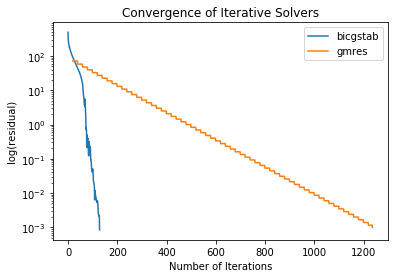 Convergence of Iterative Solvers
bicgstab
gmres
log(residual)
10²
10¹
10⁰
10⁻¹
10⁻²
10⁻³
0 200 400 600 800 1000 1200
Number of Iterations